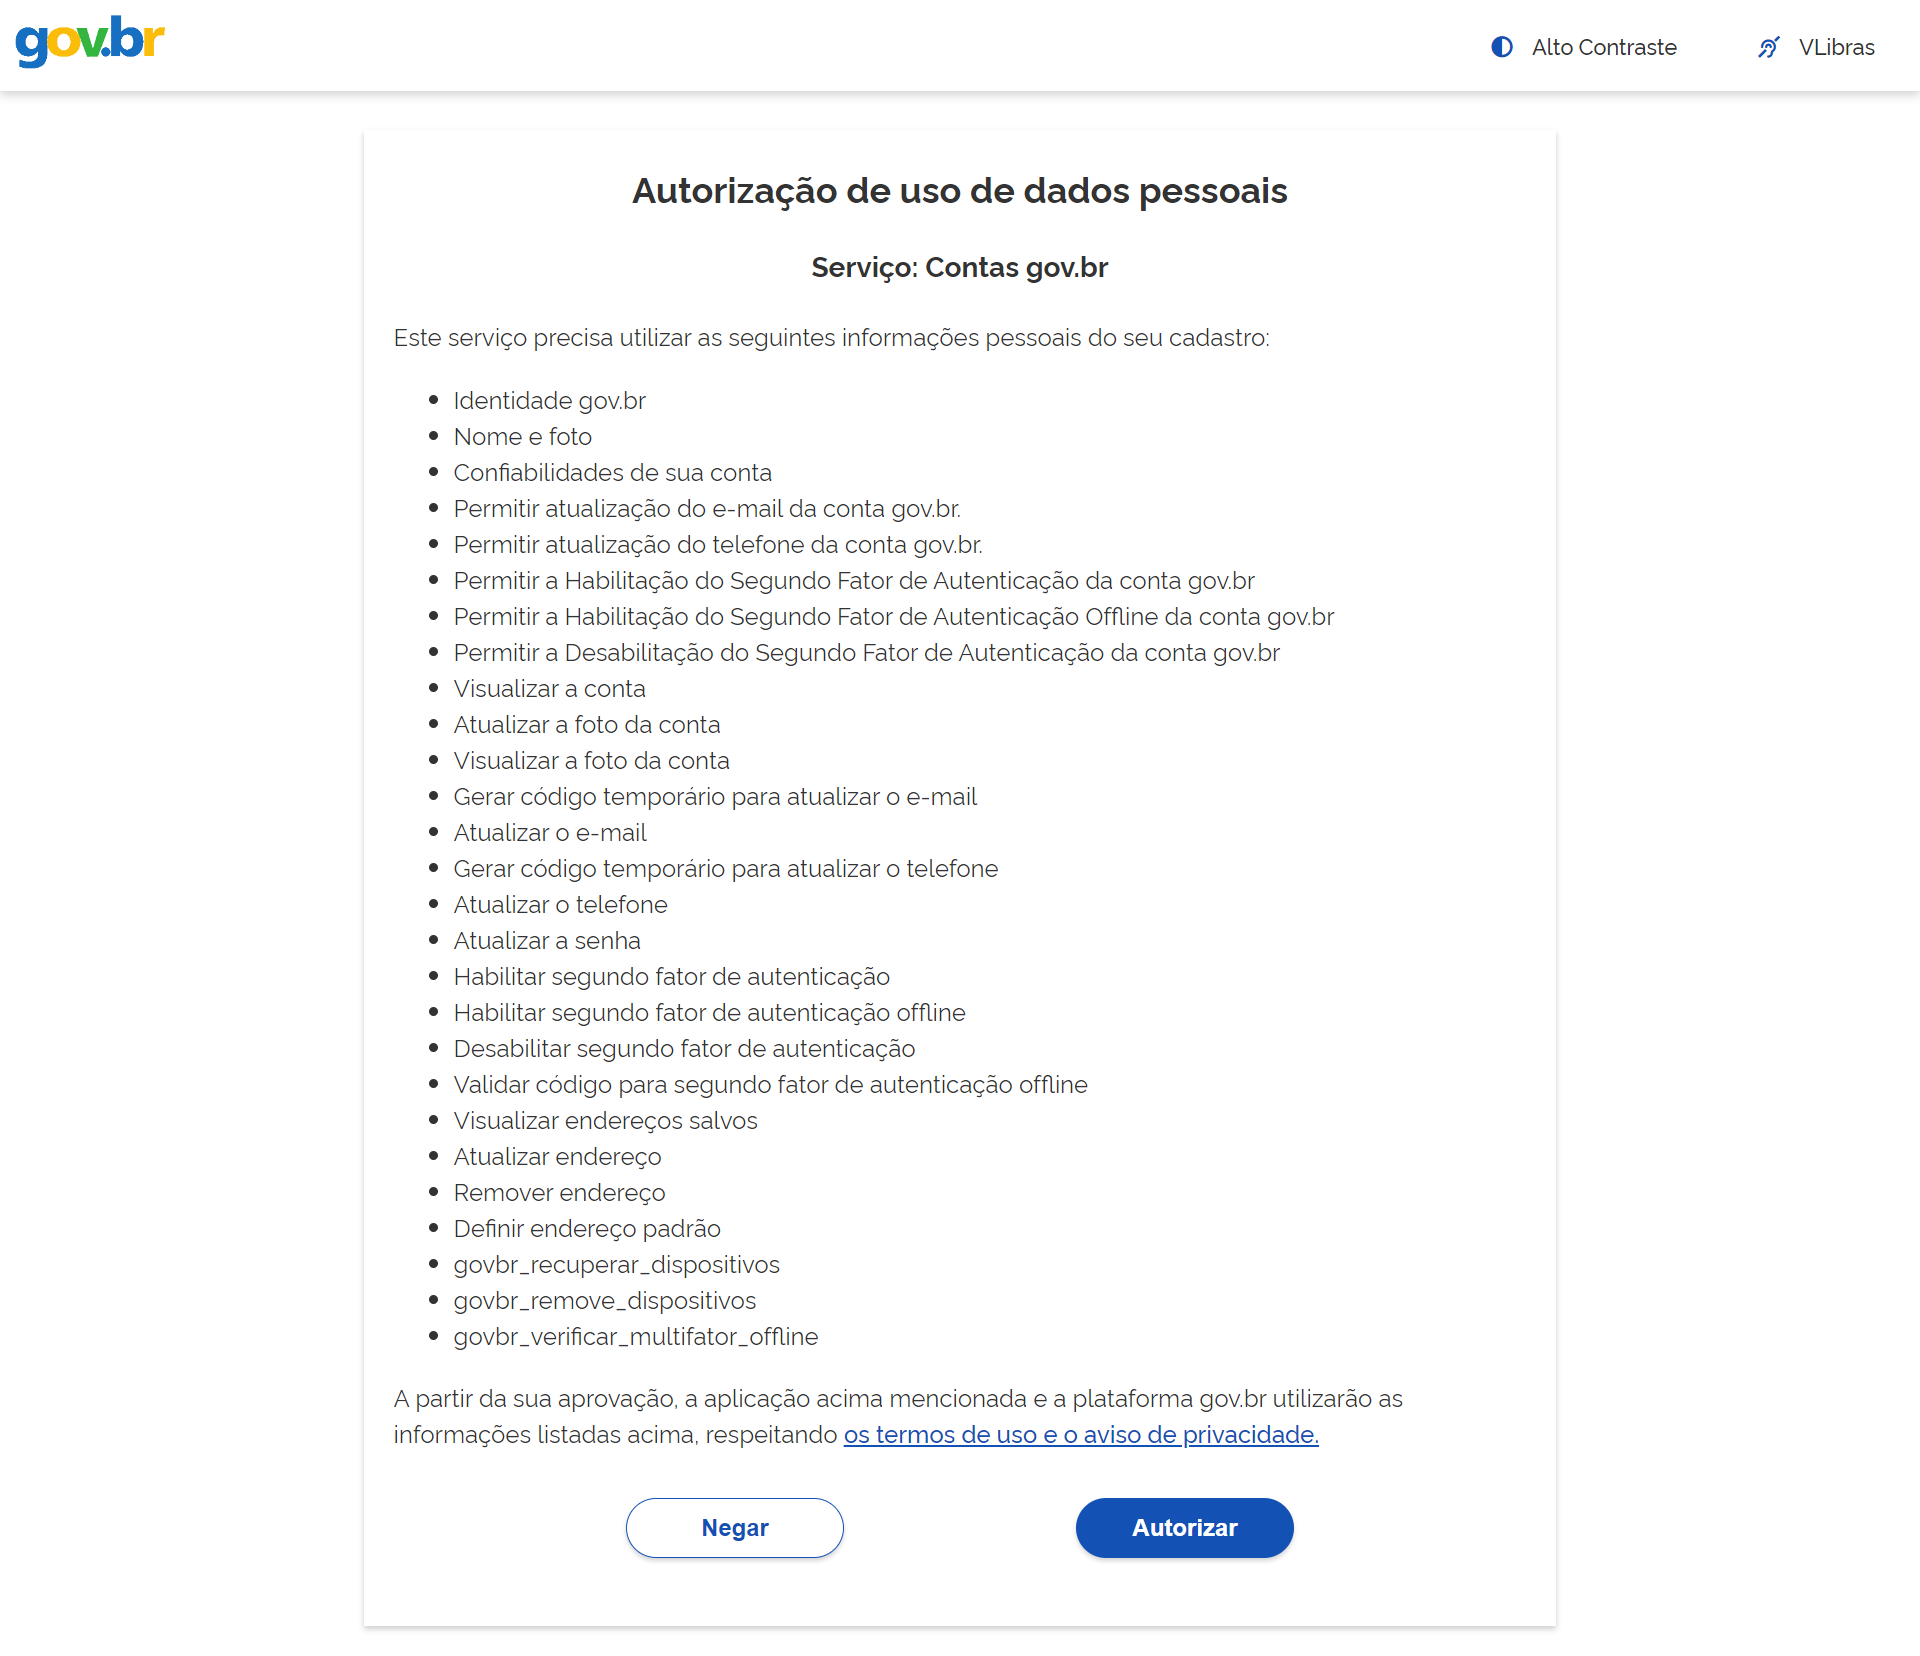 gov.br
Alto Contraste
VLibras
Autorização de uso de dados pessoais
Serviço: Contas gov.br
Este serviço precisa utilizar as seguintes informações pessoais do seu cadastro:
Identidade gov.br
Nome e foto
Confiabilidades de sua conta
Permitir atualização do e-mail da conta gov.br.
Permitir atualização do telefone da conta gov.br.
Permitir a Habilitação do Segundo Fator de Autenticação da conta gov.br
Permitir a Habilitação do Segundo Fator de Autenticação Offline da conta gov.br
Permitir a Desabilitação do Segundo Fator de Autenticação da conta gov.br
Visualizar a conta
Atualizar a foto da conta
Visualizar a foto da conta
Gerar código temporário para atualizar o e-mail
Atualizar o e-mail
Gerar código temporário para atualizar o telefone
Atualizar o telefone
Atualizar a senha
Habilitar segundo fator de autenticação
Habilitar segundo fator de autenticação offline
Desabilitar segundo fator de autenticação
Validar código para segundo fator de autenticação offline
Visualizar endereços salvos
Atualizar endereço
Remover endereço
Definir endereço padrão
govbr_recuperar_dispositivos
govbr_remove_dispositivos
govbr_verificar_multifator_offline
A partir da sua aprovação, a aplicação acima mencionada e a plataforma gov.br utilizarão as
informações listadas acima, respeitando os termos de uso e o aviso de privacidade.
Negar
Autorizar